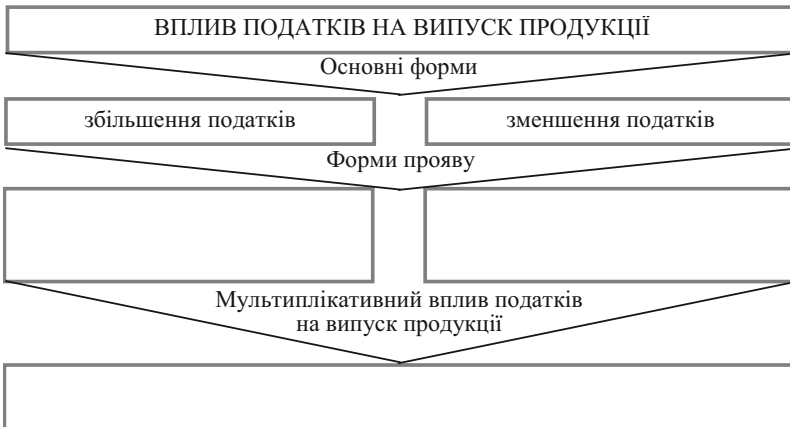 ВПЛИВ ПОДАТКІВ НА ВИПУСК ПРОДУКЦІЇ
Основні форми
збільшення податків
зменшення податків
Форми прояву
Мультиплікативний вплив податків
на випуск продукції